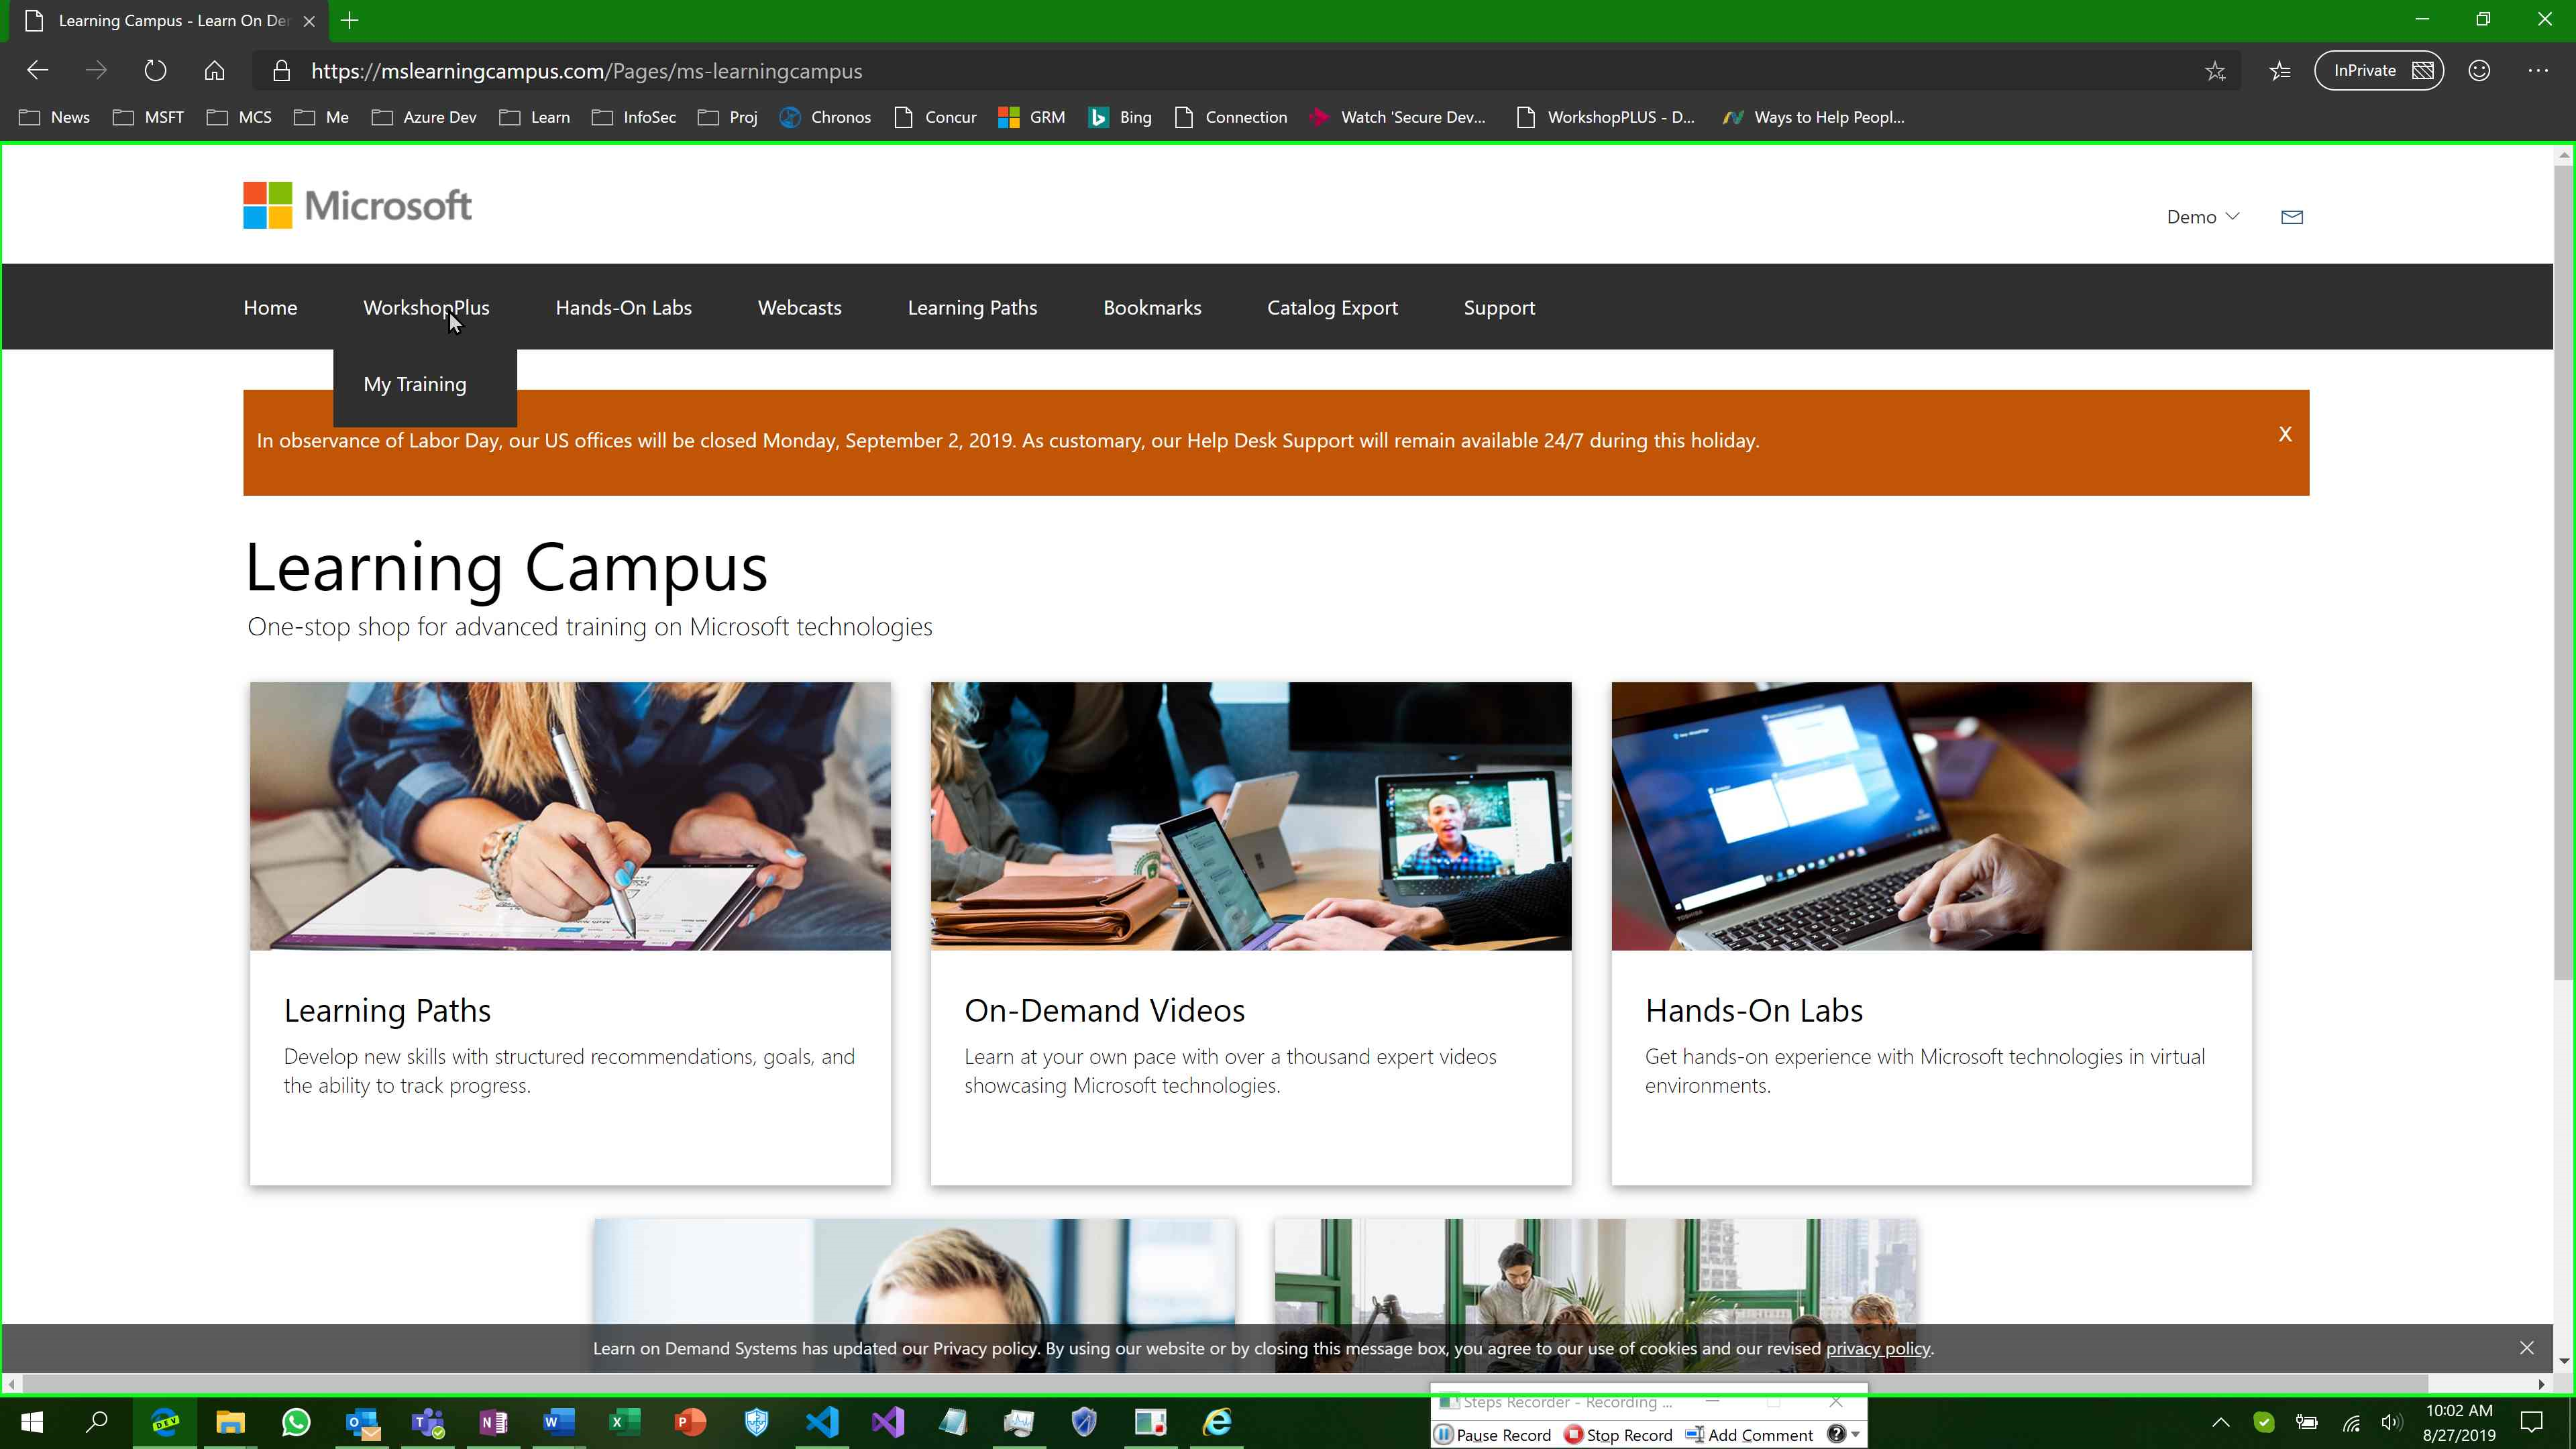 Learning Campus - Learn On De
https://mslearningcampus.com/Pages/ms-learningcampus
InPrivate
News MSFT MCS Me Azure Dev Learn InfoSec Proj Chronos Concur GRM Bing Connection Watch 'Secure Dev... WorkshopPLUS - D... Ways to Help Peopl...
Microsoft
Demo
Home WorkshopPlus Hands-On Labs Webcasts Learning Paths Bookmarks Catalog Export Support
My Training
In observance of Labor Day, our US offices will be closed Monday, September 2, 2019. As customary, our Help Desk Support will remain available 24/7 during this holiday.
X
Learning Campus
One-stop shop for advanced training on Microsoft technologies
Learning Paths
Develop new skills with structured recommendations, goals, and
the ability to track progress.
On-Demand Videos
Learn at your own pace with over a thousand expert videos
showcasing Microsoft technologies.
Hands-On Labs
Get hands-on experience with Microsoft technologies in virtual
environments.
Learn on Demand Systems has updated our Privacy policy. By using our website or by closing this message box, you agree to our use of cookies and our revised privacy policy.
Steps Recorder - Recording ...
Pause Record Stop Record Add Comment
10:02 AM
8/27/2019